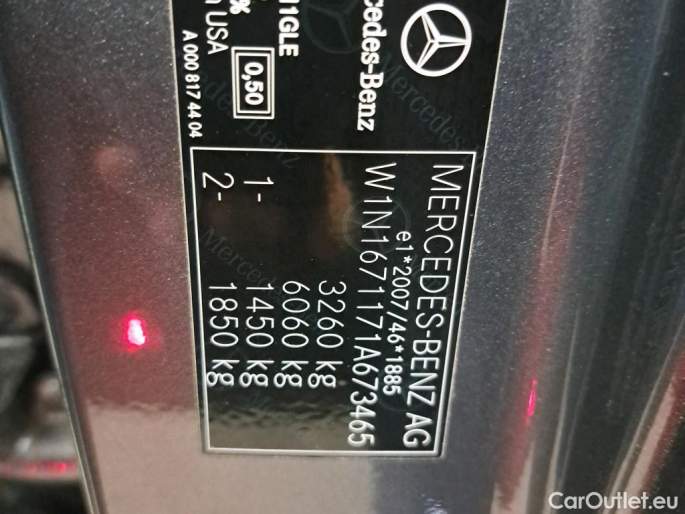 Mercedes-Benz
1GLE
%
USA
0,50
A 000 817 44 04
MERCEDES-BENZ AG
e1*2007/46*1885
W1N1671171A673465
3260 kg
6060 kg
1- 1450 kg
2- 1850 kg
CarOutlet.eu